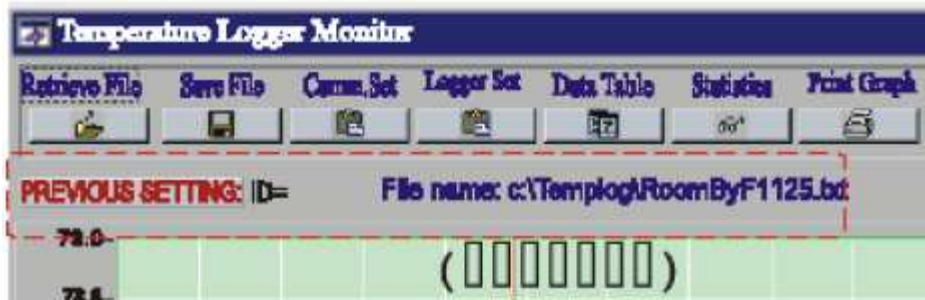 Temperature Logger Monitor
Retrieve File Save File Comm. Set Logger Set Data Table Statistics Print Graph
PREVIOUS SETTING: ID= File name: c:\Templog\RoomByF1125.txt
(▯▯▯▯▯▯▯)